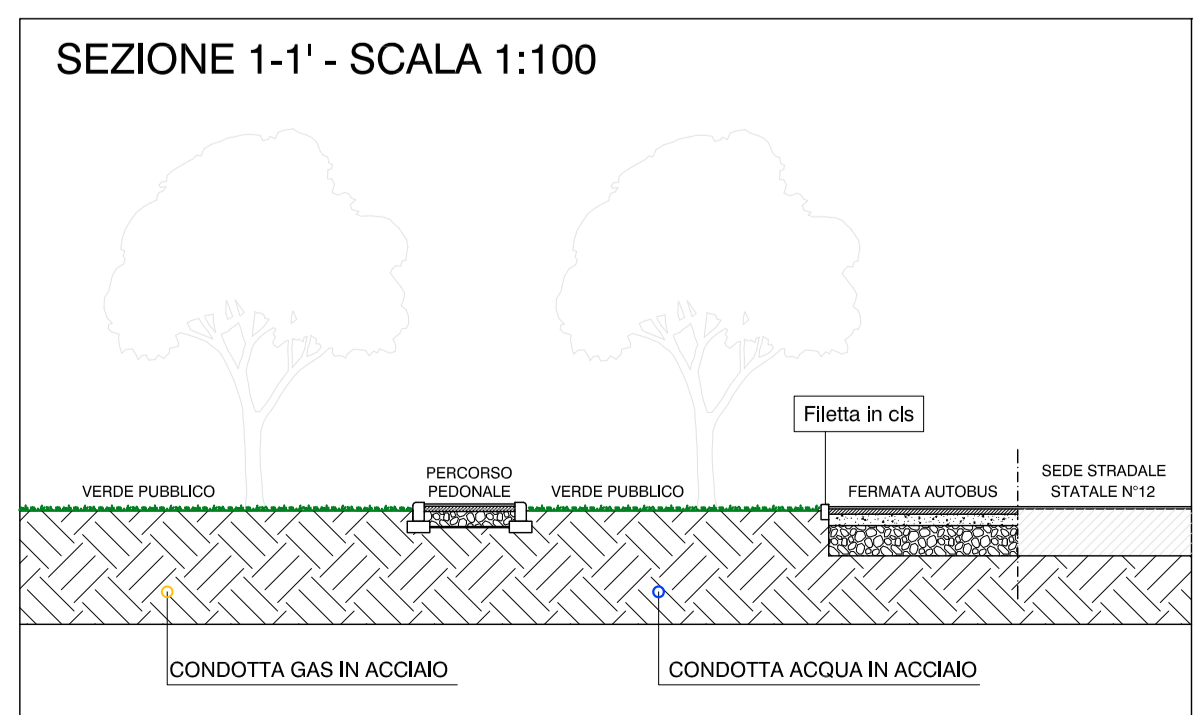 SEZIONE 1-1' - SCALA 1:100
Filetta in cls
VERDE PUBBLICO
PERCORSO
PEDONALE
VERDE PUBBLICO
FERMATA AUTOBUS
SEDE STRADALE
STATALE N°12
CONDOTTA GAS IN ACCIAIO
CONDOTTA ACQUA IN ACCIAIO